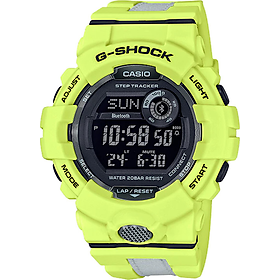 G-SHOCK
CASIO
STEP TRACKER
ADJUST
LIGHT
SUN
Bluetooth
10:58 50
24 6-30
MODE
START
CONNECT
WATER 20BAR RESIST
LAP / RESET